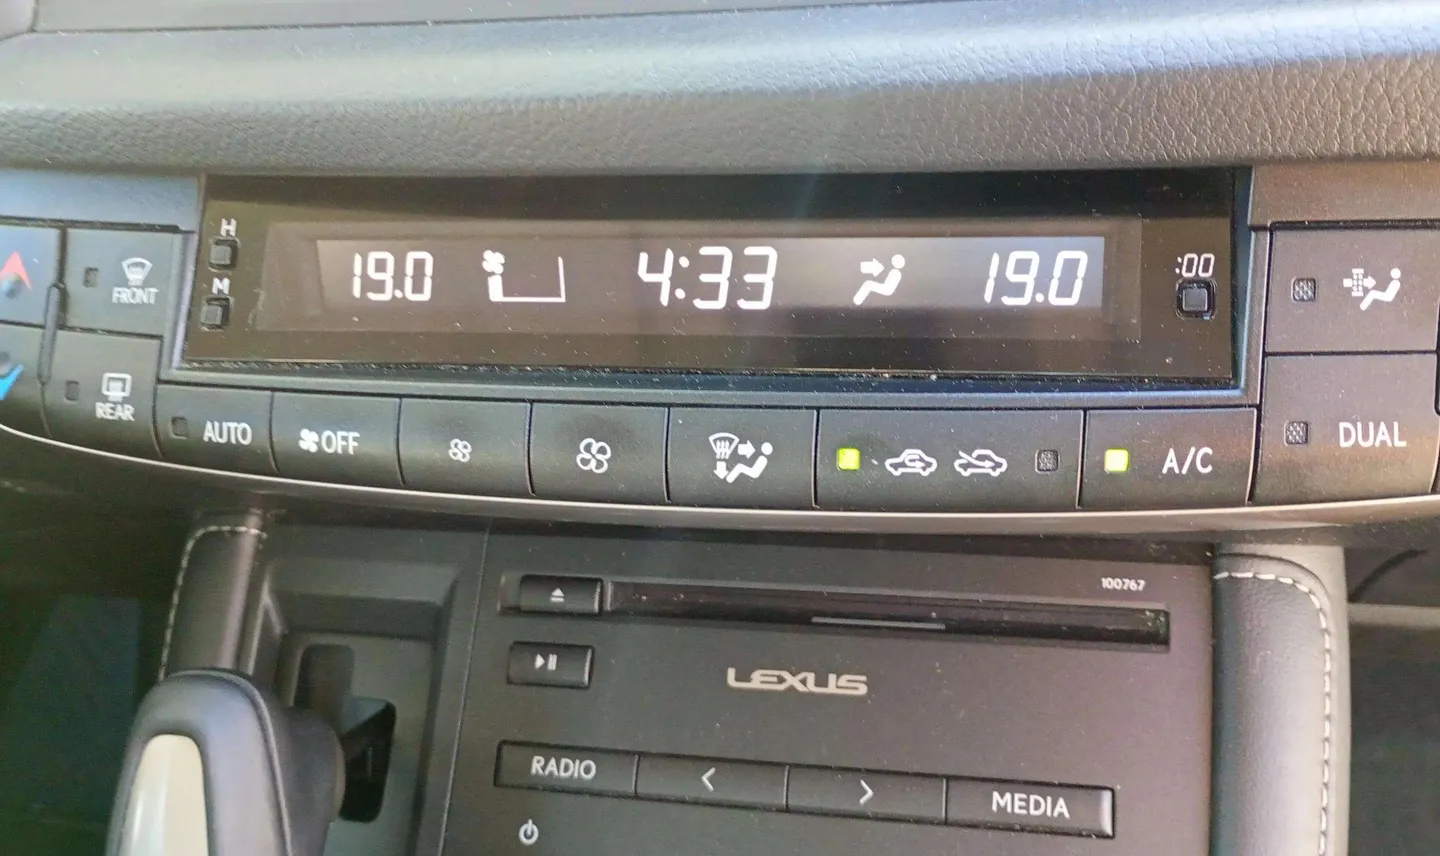 H
M
19.0
4:33
19.0
:00
FRONT
REAR
AUTO
OFF
A/C
DUAL
100767
LEXUS
RADIO
MEDIA